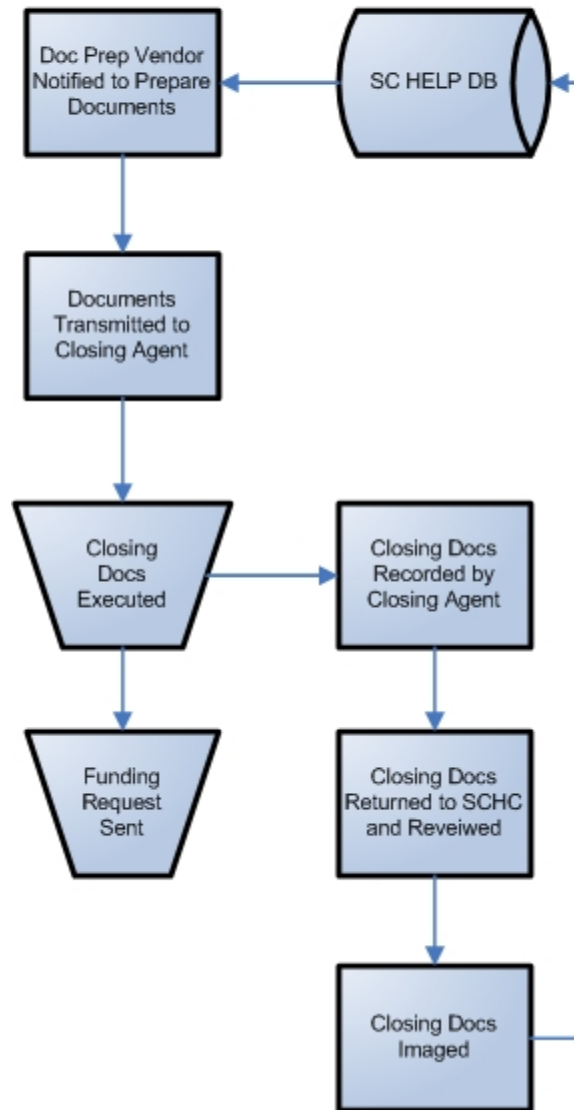 Doc Prep Vendor
Notified to Prepare
Documents
SC HELP DB
Documents
Transmitted to
Closing Agent
Closing
Docs
Executed
Closing Docs
Recorded by
Closing Agent
Funding
Request
Sent
Closing Docs
Returned to SCHC
and Reveiwed
Closing Docs
Imaged